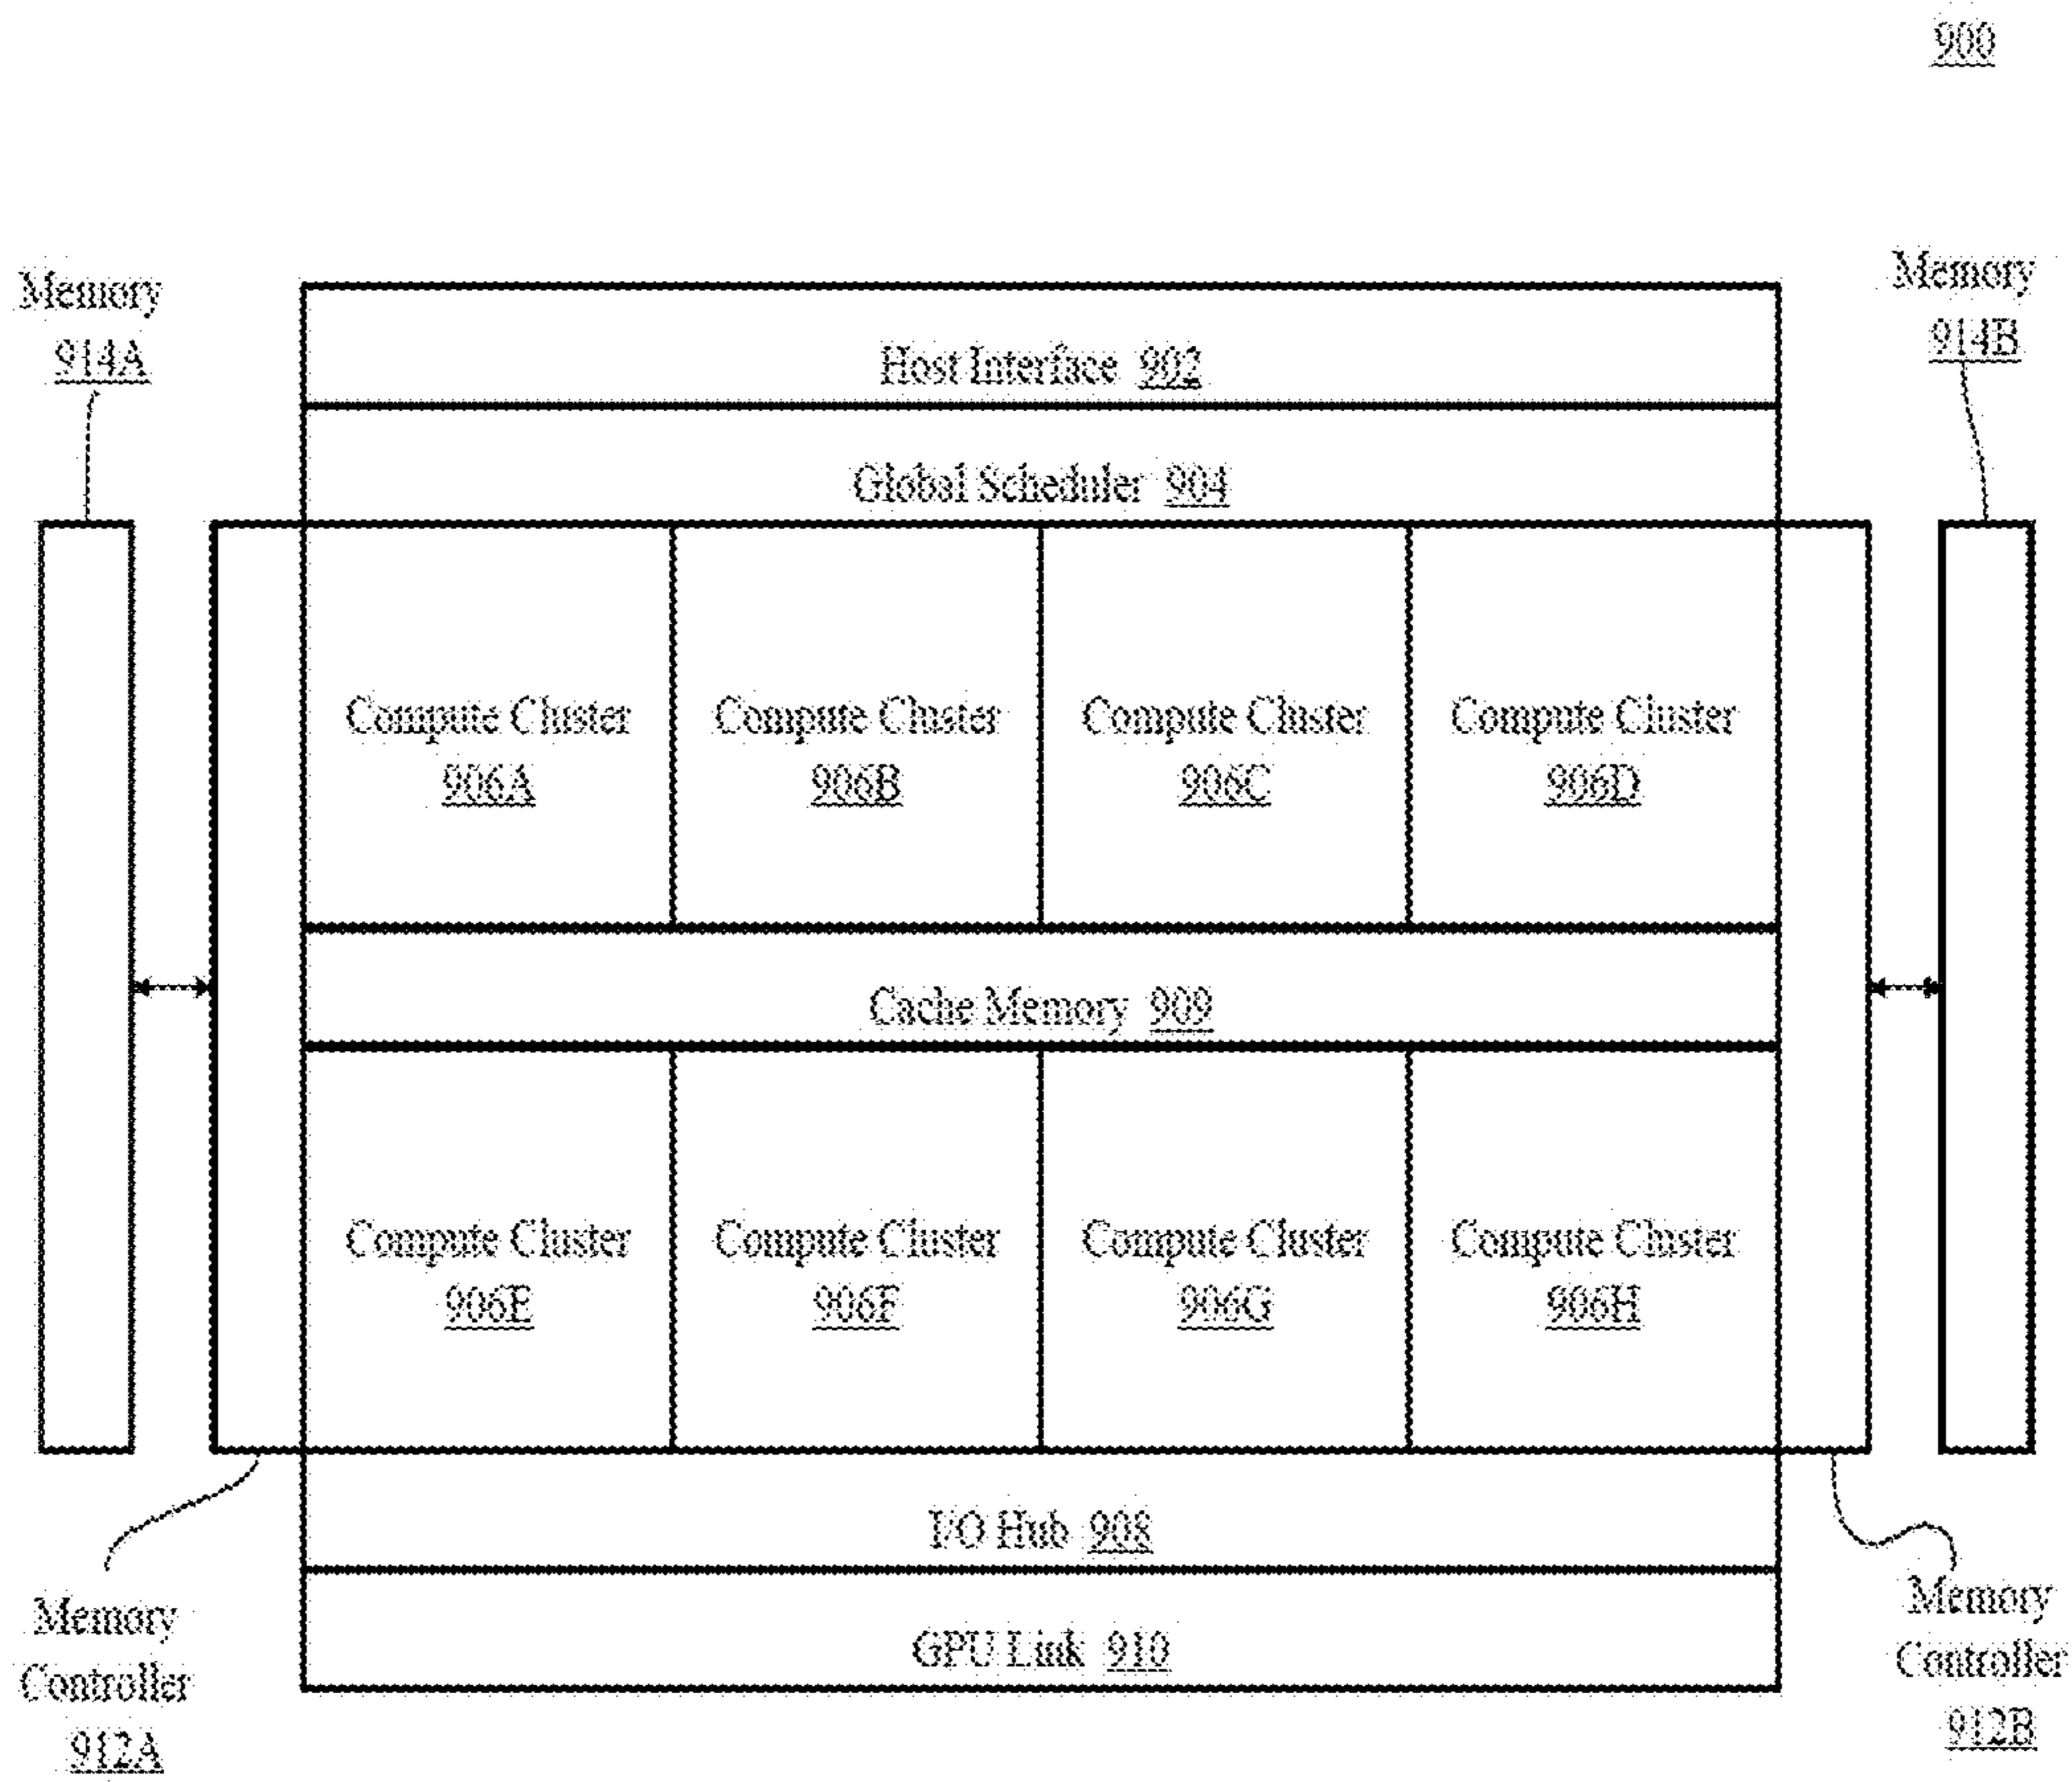 900
Memory
914A
Memory
914B
Host Interface 902
Global Scheduler 904
Compute Cluster
906A
Compute Cluster
906B
Compute Cluster
906C
Compute Cluster
906D
Cache Memory 909
Compute Cluster
906E
Compute Cluster
906F
Compute Cluster
906G
Compute Cluster
906H
I/O Hub 908
GPU Link 910
Memory
Controller
912A
Memory
Controller
912B